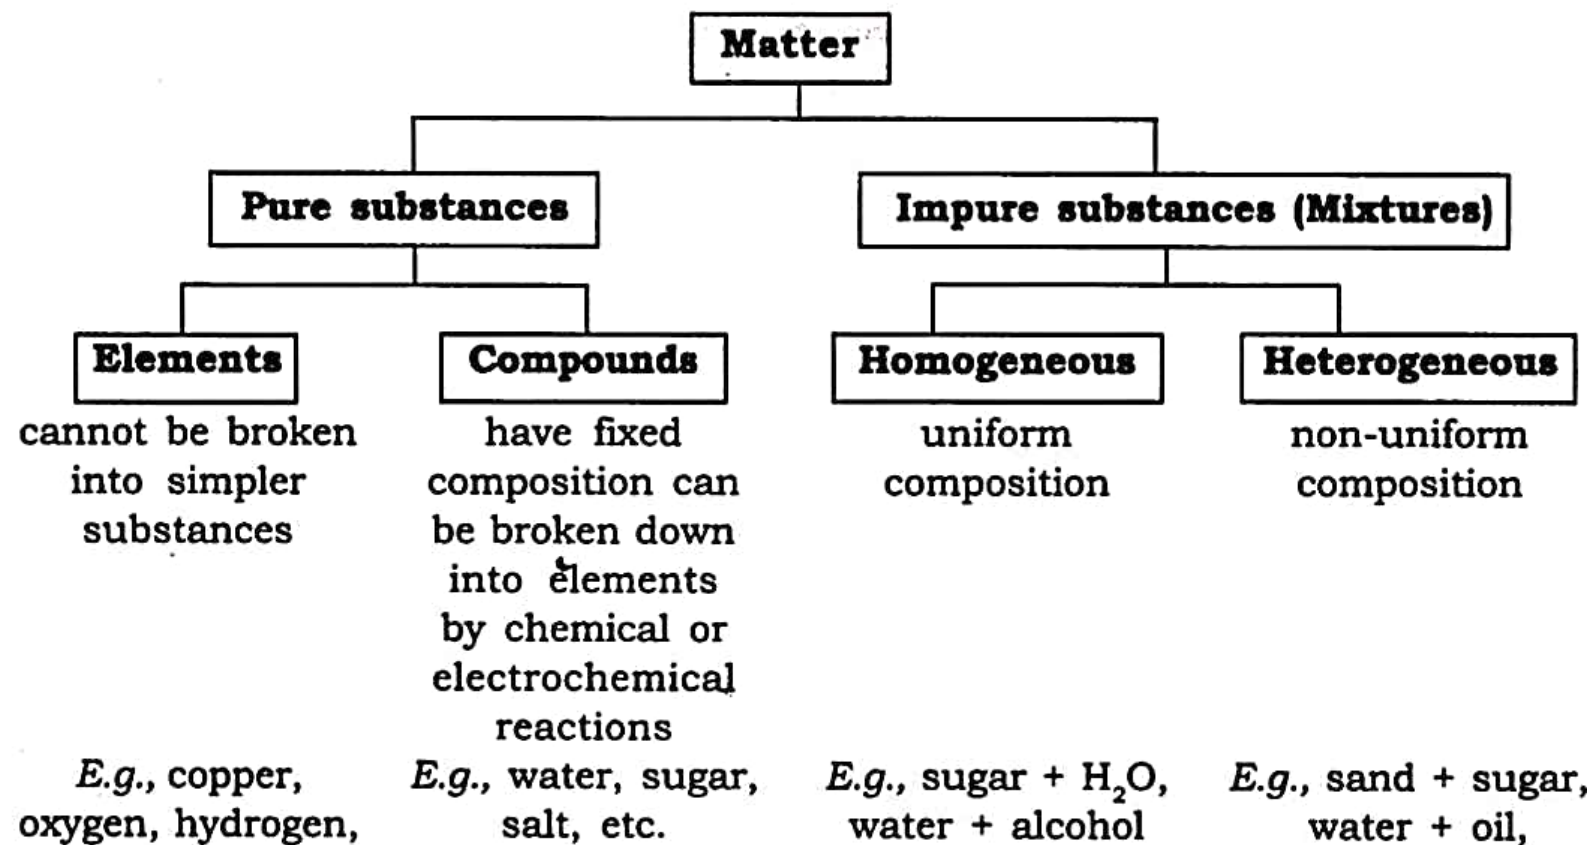 Matter
Pure substances
Impure substances (Mixtures)
Elements
cannot be broken
into simpler
substances
E.g., copper,
oxygen, hydrogen,
Compounds
have fixed
composition can
be broken down
into elements
by chemical or
electrochemical
reactions
E.g., water, sugar,
salt, etc.
Homogeneous
uniform
composition
E.g., sugar + H₂O,
water + alcohol
Heterogeneous
non-uniform
composition
E.g., sand + sugar,
water + oil,